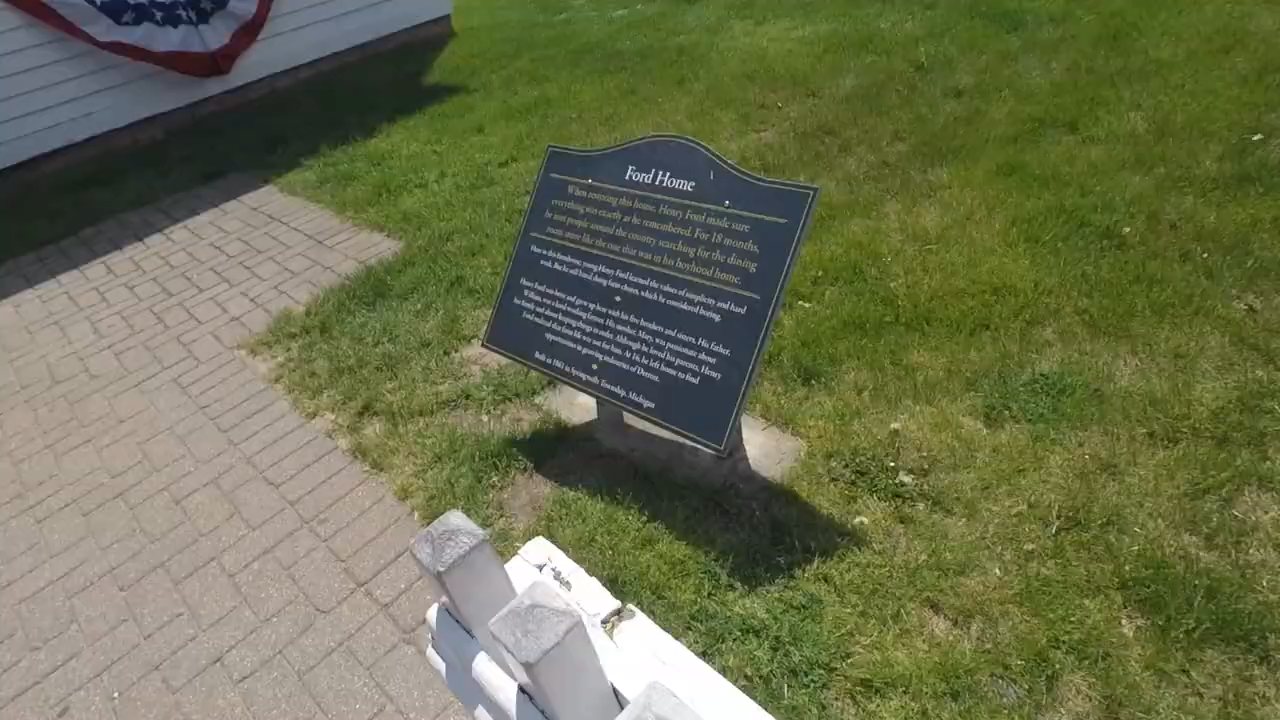 Ford Home
When restoring this house, Henry Ford made sure
everything was exactly as he remembered. For 18 months,
he sent people around the country searching for the dining
room stove like the one that was in his boyhood home.
Here in this farmhouse, young Henry Ford learned the values of simplicity and hard
work. But he still hated doing farm chores, which he considered boring.
Henry Ford was born and grew up here with his five brothers and sisters. His father,
William, was a hard working farmer. His mother, Mary, was passionate about
her family and about keeping things in order. Although he loved his parents, Henry
Ford realized that farm life was not for him. At 16, he left home to find
opportunities in growing industries of Detroit.
Built in 1861 in Springwells Township, Michigan